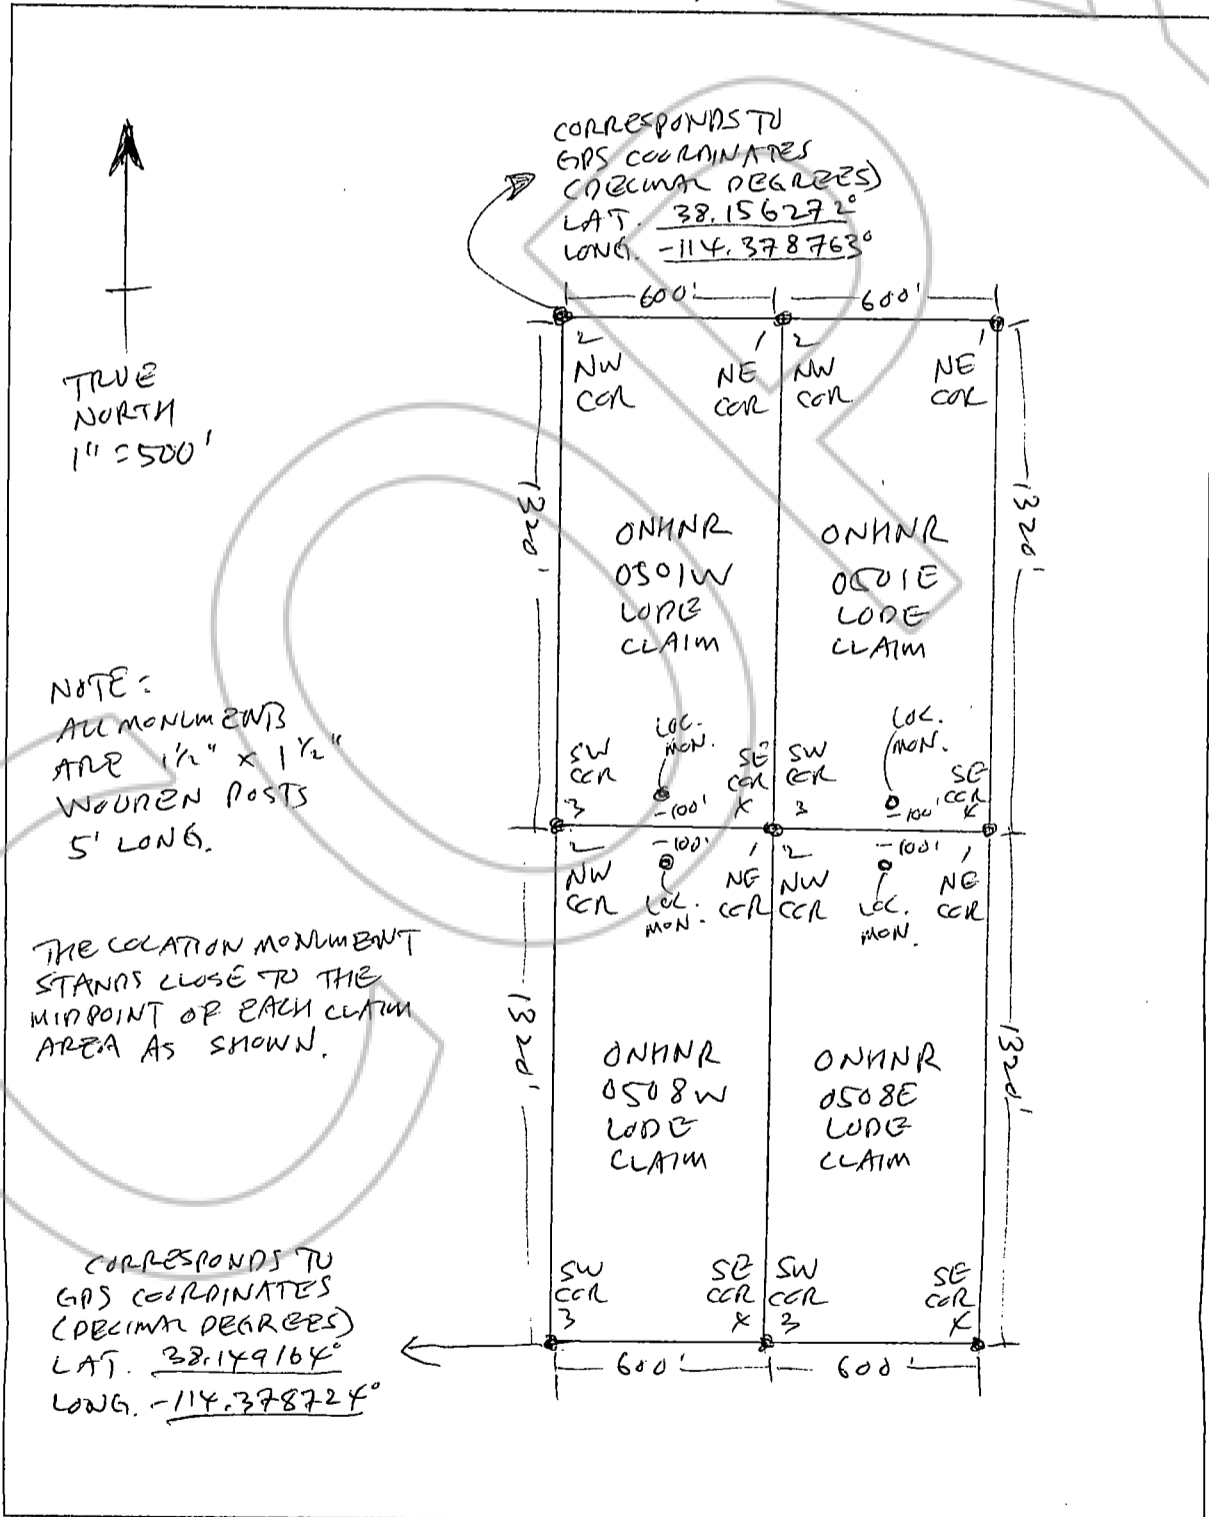 CORRESPONDS TO
GPS COORDINATES
(DECIMAL DEGREES)
LAT. 38.156272°
LONG. -114.378763°
600' 600'
TRUE
NORTH
1" = 500'
2 1 2 1
NW NE NW NE
COR COR COR COR
1320' 1320'
ONHNR ONHNR
0501W 0501E
LODE LODE
CLAIM CLAIM
NOTE:
ALL MONUMENTS
ARE 1½" x 1½"
WOODEN POSTS
5' LONG.
LOC. LOC.
MON. MON.
SW SE SW SE
COR COR COR COR
3 -100' 4 3 -100' 4
2 -100' 1 2 -100' 1
NW NE NW NE
COR LOC. COR COR LOC. COR
MON. MON.
THE LOCATION MONUMENT
STANDS CLOSE TO THE
MIDPOINT OF EACH CLAIM
AREA AS SHOWN.
1320' 1320'
ONHNR ONHNR
0508W 0508E
LODE LODE
CLAIM CLAIM
CORRESPONDS TO
GPS COORDINATES
(DECIMAL DEGREES)
LAT. 38.149164°
LONG. -114.378724°
SW SE SW SE
COR COR COR COR
3 4 3 4
600' 600'